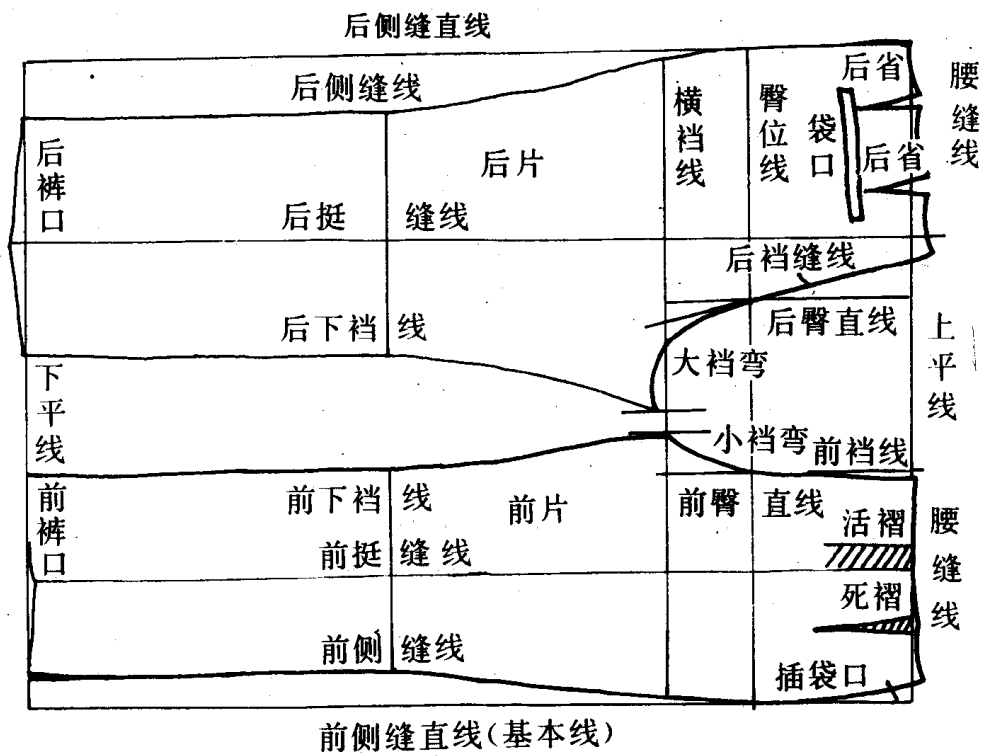 后侧缝直线
后侧缝线
后省
腰缝线
横裆线
臀位线
袋口
后省
后裤口
后片
后挺缝线
后裆缝线
后下裆线
后臀直线
上平线
大裆弯
下平线
小裆弯
前裆线
前裤口
前下裆线
前片
前臀直线
活褶
腰缝线
前挺缝线
死褶
前侧缝线
插袋口
前侧缝直线(基本线)